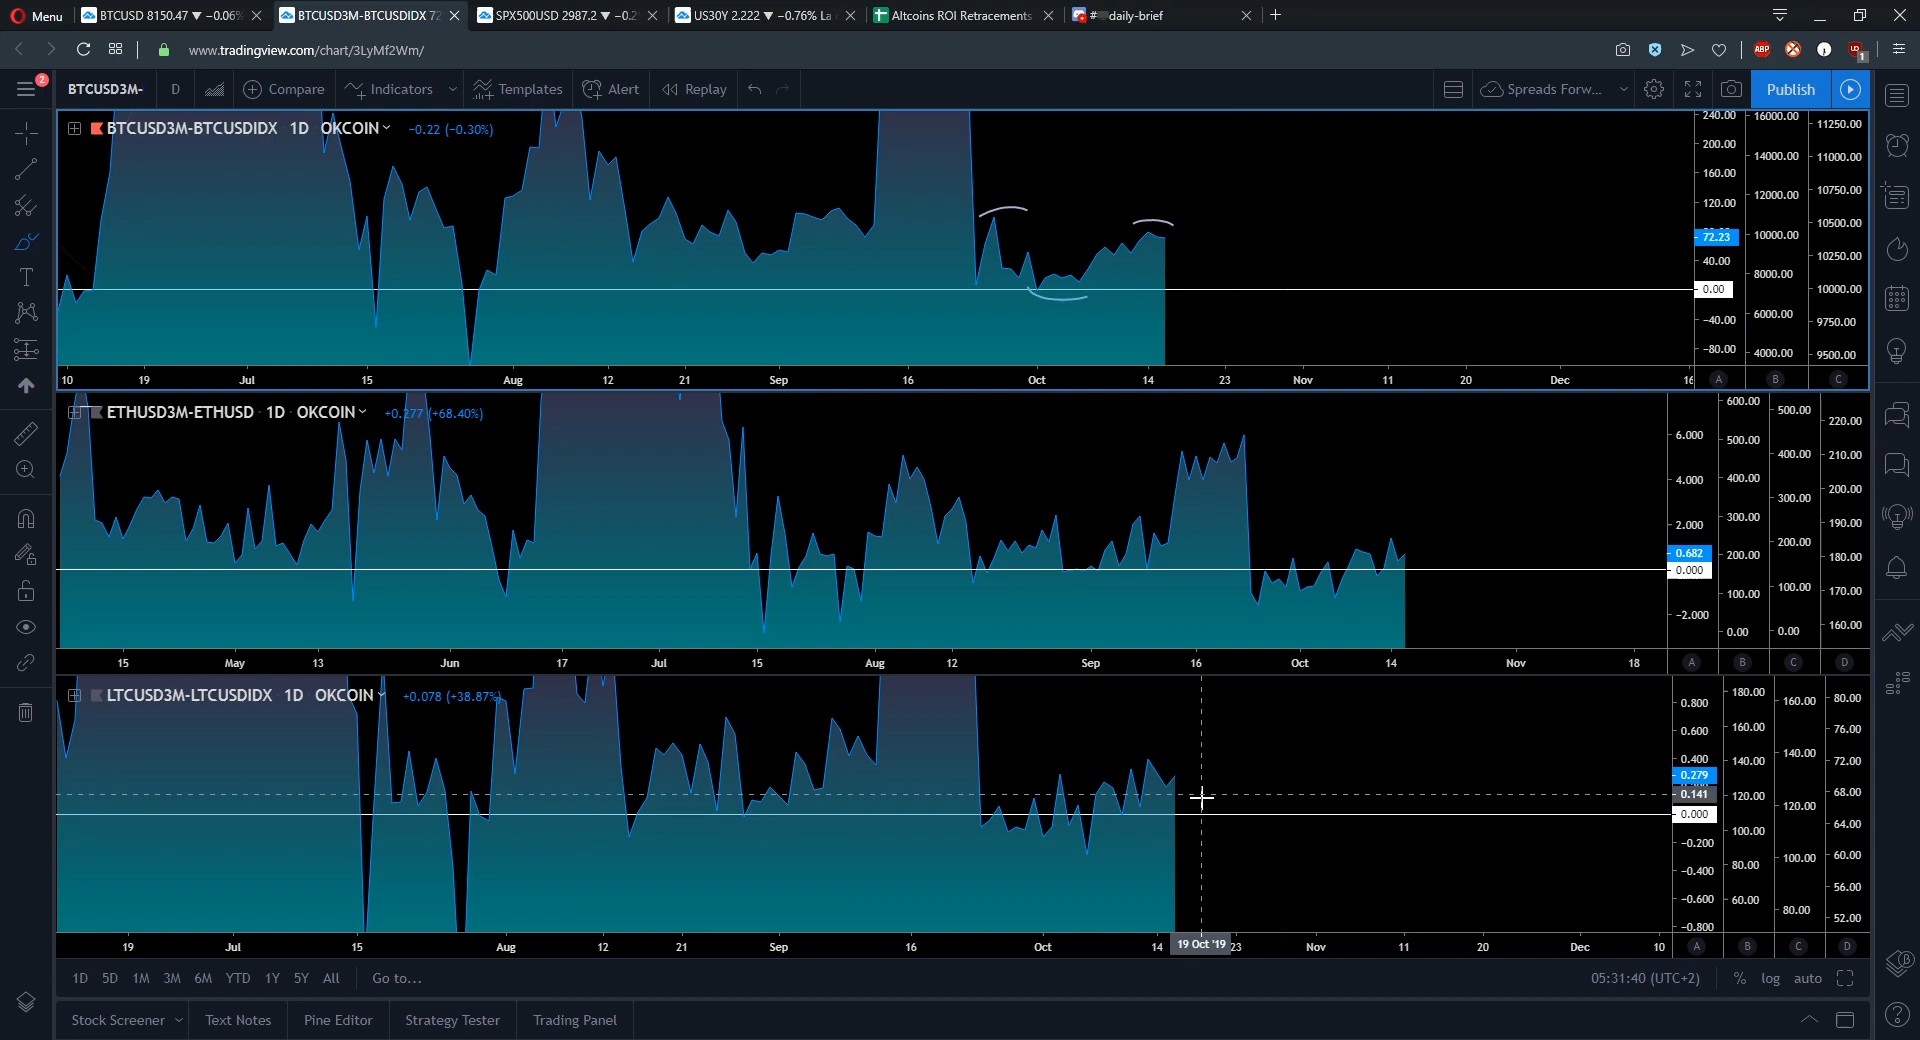 Menu
BTCUSD 8150.47 ▼ −0.06%
BTCUSD3M-BTCUSDIDX 72
SPX500USD 2987.2 ▼ −0.2
US30Y 2.222 ▼ −0.76% La
Altcoins ROI Retracements
daily-brief
www.tradingview.com/chart/3LyMf2Wm/
ABP
1
2
BTCUSD3M-
D
Compare
Indicators
Templates
Alert
Replay
Spreads Forw...
Publish
BTCUSD3M-BTCUSDIDX 1D OKCOIN
−0.22 (−0.30%)
240.00 16000.00 11250.00
200.00 14000.00 11000.00
160.00 12000.00 10750.00
120.00 10000.00 10500.00
72.23
40.00 8000.00 10250.00
0.00 6000.00 10000.00
−40.00 4000.00 9750.00
−80.00 9500.00
10 19 Jul 15 Aug 12 21 Sep 16 Oct 14 23 Nov 11 20 Dec 16
A B C
ETHUSD3M-ETHUSD · 1D · OKCOIN
+0.277 (+68.40%)
600.00 500.00 220.00
6.000 500.00 400.00 210.00
4.000 400.00 300.00 200.00
2.000 300.00 200.00 190.00
0.682 200.00 100.00 180.00
0.000 100.00 0.00 170.00
−2.000 0.00 160.00
15 May 13 Jun 17 Jul 15 Aug 12 Sep 16 Oct 14 Nov 18
A B C D
LTCUSD3M-LTCUSDIDX 1D OKCOIN
+0.078 (+38.87%)
0.800 180.00 160.00 80.00
0.600 160.00 140.00 76.00
0.400 140.00 120.00 72.00
0.279
0.141 120.00 100.00 68.00
0.000 100.00 80.00 64.00
−0.200 80.00 60.00
−0.400 60.00 56.00
−0.600 52.00
−0.800
19 Jul 15 Aug 12 21 Sep 16 Oct 14 19 Oct '19 23 Nov 11 20 Dec 10
A B C D
1D 5D 1M 3M 6M YTD 1Y 5Y All
Go to...
05:31:40 (UTC+2)
% log auto
Stock Screener
Text Notes
Pine Editor
Strategy Tester
Trading Panel